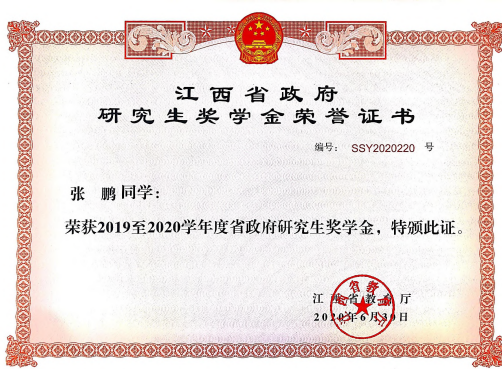 江西省政府
研究生奖学金荣誉证书
编号: SSY2020220 号
张 鹏 同学:
荣获2019至2020学年度省政府研究生奖学金，特颁此证。
江西省教育厅
2020年6月30日